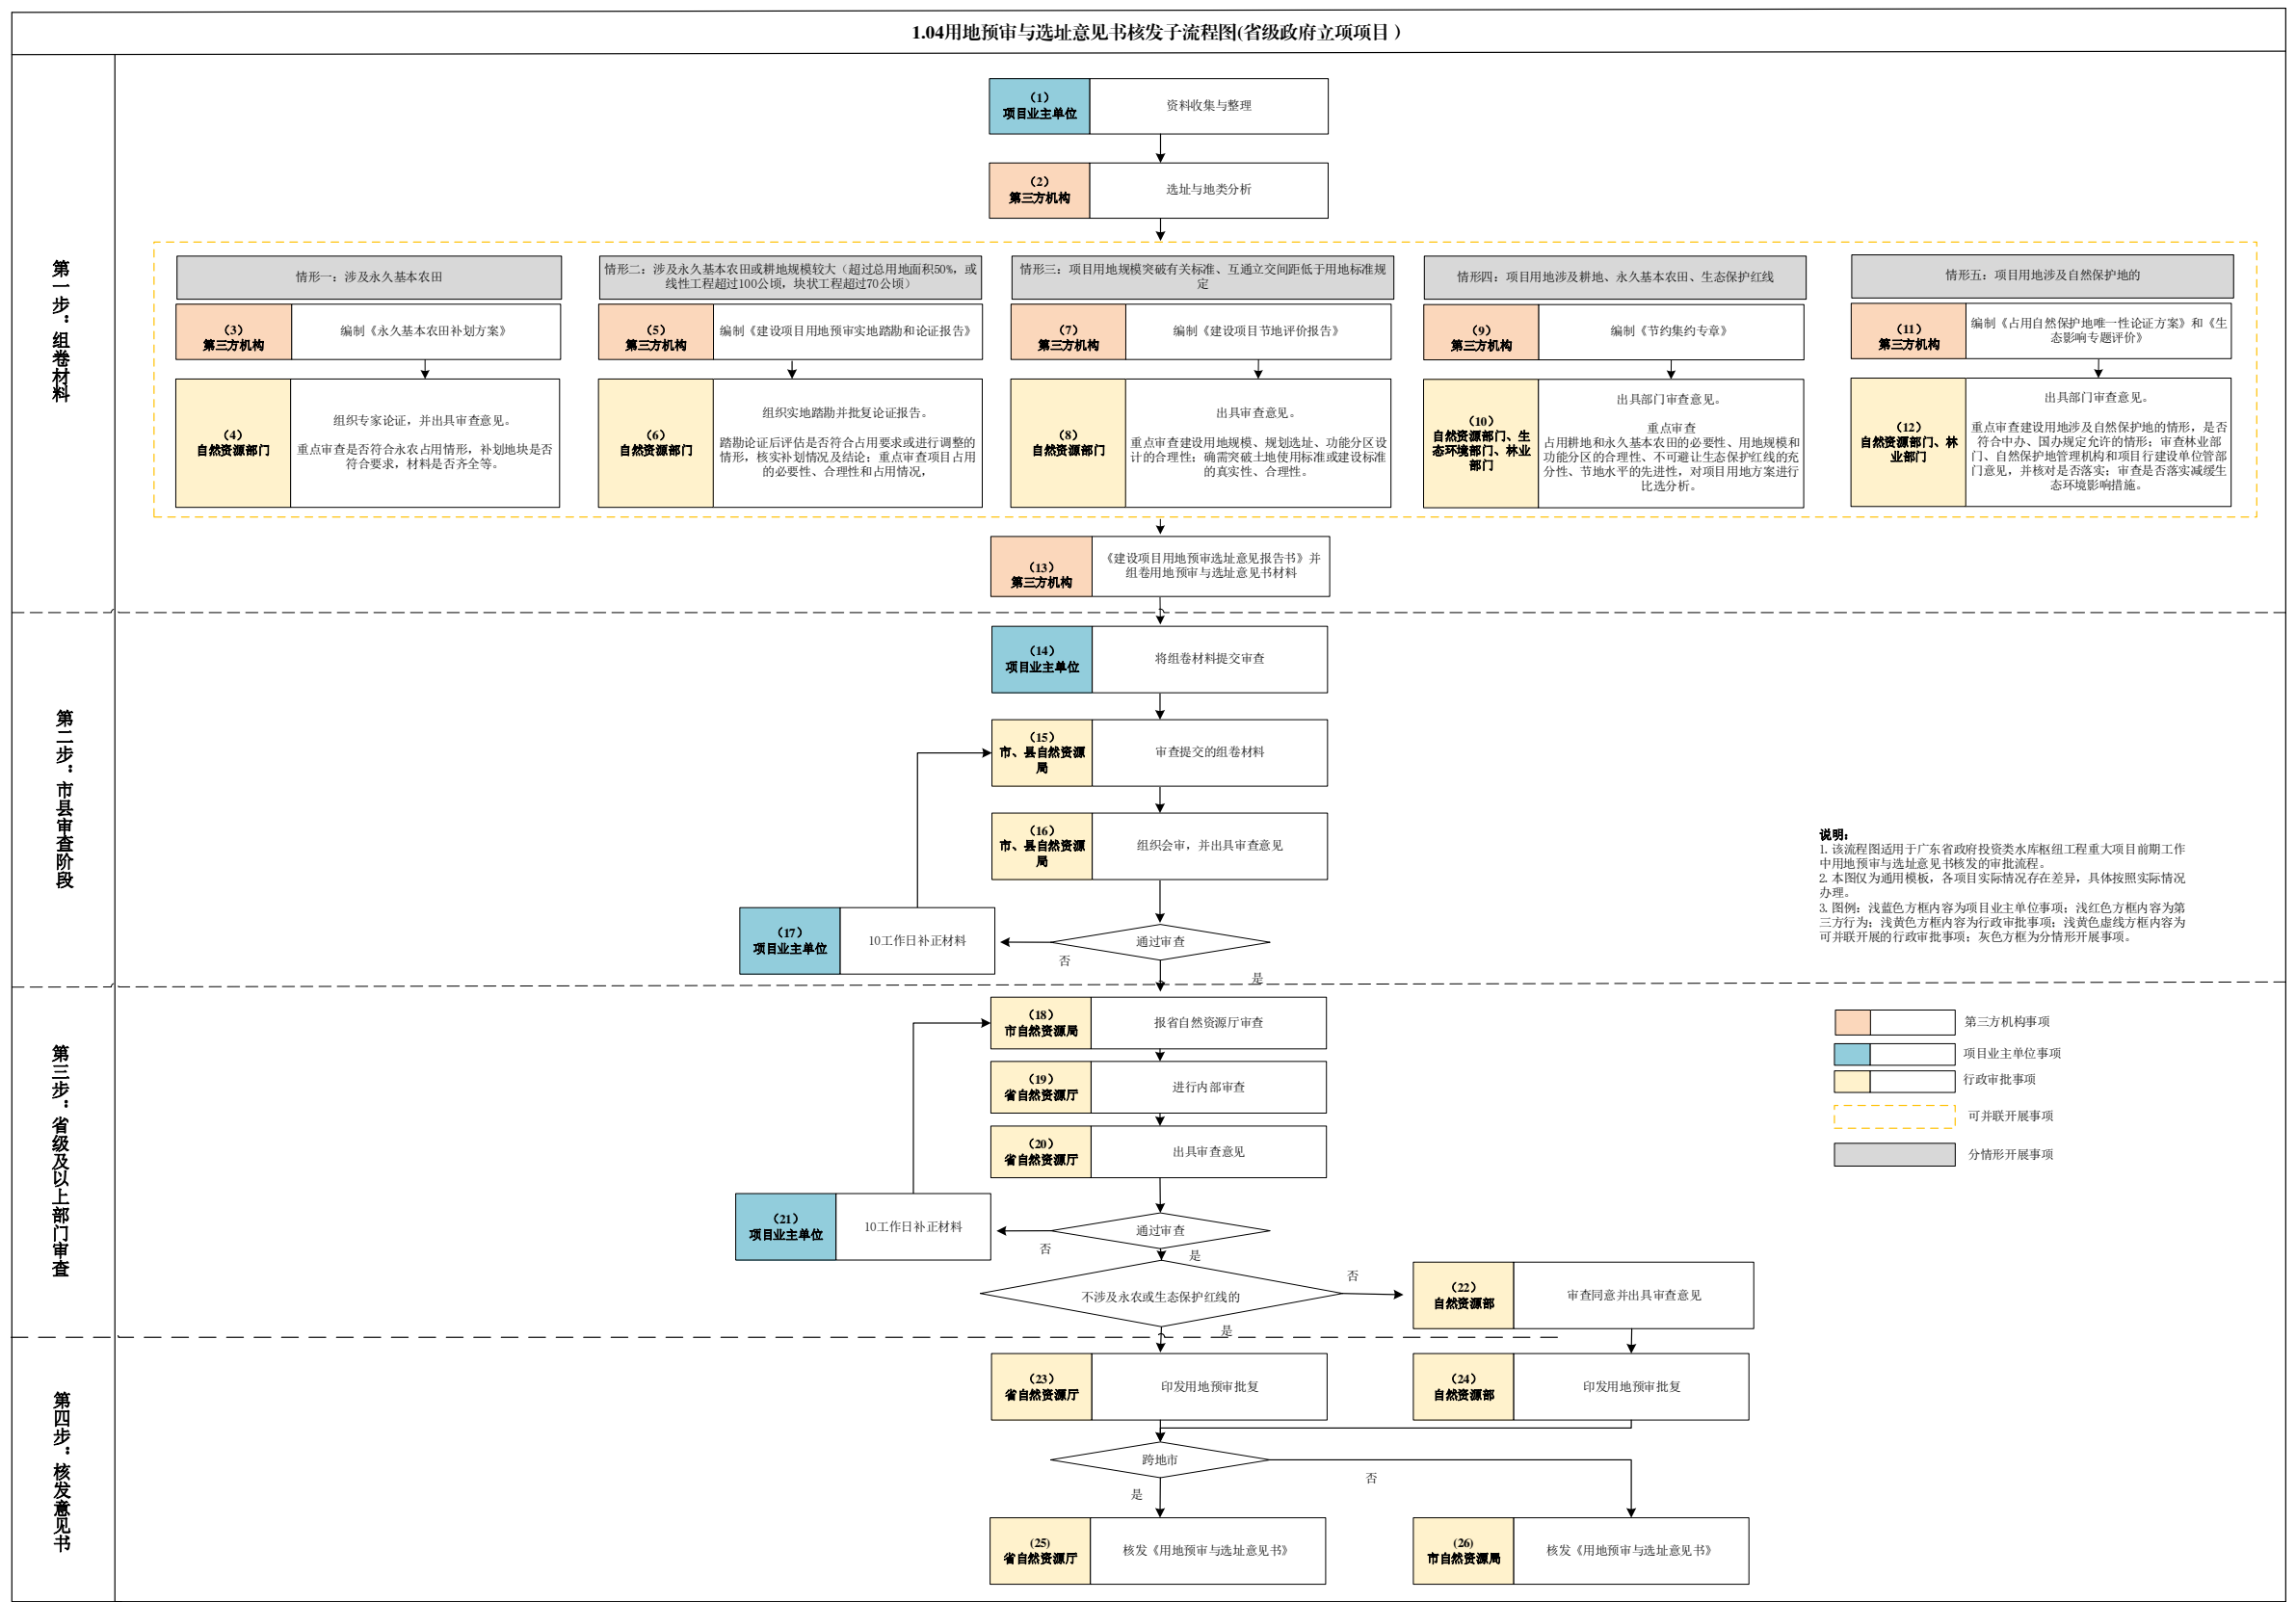 1.04用地预审与选址意见书核发子流程图(省级政府立项项目 )
第一步：组卷材料
（1）
项目业主单位
资料收集与整理
（2）
第三方机构
选址与地类分析
情形一：涉及永久基本农田
（3）
第三方机构
编制《永久基本农田补划方案》
（4）
自然资源部门
组织专家论证，并出具审查意见。
重点审查是否符合永农占用情形，补划地块是否
符合要求，材料是否齐全等。
情形二：涉及永久基本农田或耕地规模较大（超过总用地面积50%，或
线性工程超过100公顷，块状工程超过70公顷）
（5）
第三方机构
编制《建设项目用地预审实地踏勘和论证报告》
（6）
自然资源部门
组织实地踏勘并批复论证报告。
踏勘论证后评估是否符合占用要求或进行调整的
情形，核实补划情况及结论；重点审查项目占用
的必要性、合理性和占用情况，
情形三：项目用地规模突破有关标准、互通立交间距低于用地标准规
定
（7）
第三方机构
编制《建设项目节地评价报告》
（8）
自然资源部门
出具审查意见。
重点审查建设用地规模、规划选址、功能分区设
计的合理性；确需突破土地使用标准或建设标准
的真实性、合理性。
情形四：项目用地涉及耕地、永久基本农田、生态保护红线
（9）
第三方机构
编制《节约集约专章》
（10）
自然资源部门、生
态环境部门、林业
部门
出具部门审查意见。
重点审查
占用耕地和永久基本农田的必要性、用地规模和
功能分区的合理性、不可避让生态保护红线的充
分性、节地水平的先进性，对项目用地方案进行
比选分析。
情形五：项目用地涉及自然保护地的
（11）
第三方机构
编制《占用自然保护地唯一性论证方案》和《生
态影响专题评价》
（12）
自然资源部门、林
业部门
出具部门审查意见。
重点审查建设用地涉及自然保护地的情形，是否
符合中办、国办规定允许的情形；审查林业部
门、自然保护地管理机构和项目行建设单位管部
门意见，并核对是否落实；审查是否落实减缓生
态环境影响措施。
（13）
第三方机构
《建设项目用地预审选址意见报告书》并
组卷用地预审与选址意见书材料
第二步：市县审查阶段
（14）
项目业主单位
将组卷材料提交审查
（15）
市、县自然资源
局
审查提交的组卷材料
（16）
市、县自然资源
局
组织会审，并出具审查意见
（17）
项目业主单位
10工作日补正材料
通过审查
否
是
说明:
1. 该流程图适用于广东省政府投资类水库枢纽工程重大项目前期工作
中用地预审与选址意见书核发的审批流程。
2. 本图仅为通用模板，各项目实际情况存在差异，具体按照实际情况
办理。
3. 图例：浅蓝色方框内容为项目业主单位事项；浅红色方框内容为第
三方行为；浅黄色方框内容为行政审批事项；浅黄色虚线方框内容为
可并联开展的行政审批事项；灰色方框为分情形开展事项。
第三步：省级及以上部门审查
（18）
市自然资源局
报省自然资源厅审查
（19）
省自然资源厅
进行内部审查
（20）
省自然资源厅
出具审查意见
（21）
项目业主单位
10工作日补正材料
通过审查
否
是
不涉及永农或生态保护红线的
否
是
（22）
自然资源部
审查同意并出具审查意见
第三方机构事项
项目业主单位事项
行政审批事项
可并联开展事项
分情形开展事项
第四步：核发意见书
（23）
省自然资源厅
印发用地预审批复
（24）
自然资源部
印发用地预审批复
跨地市
是
否
(25)
省自然资源厅
核发《用地预审与选址意见书》
(26)
市自然资源局
核发《用地预审与选址意见书》